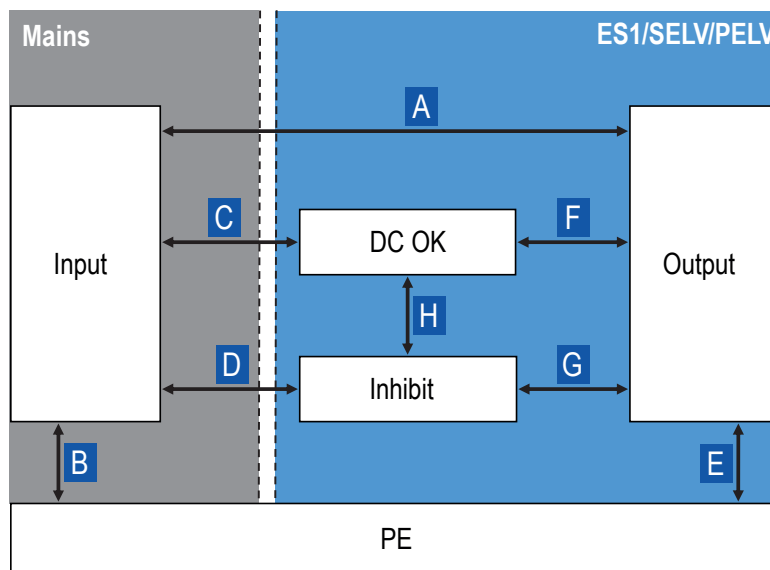 Mains
ES1/SELV/PELV
A
C
DC OK
F
Input
Output
H
D
Inhibit
G
B
E
PE